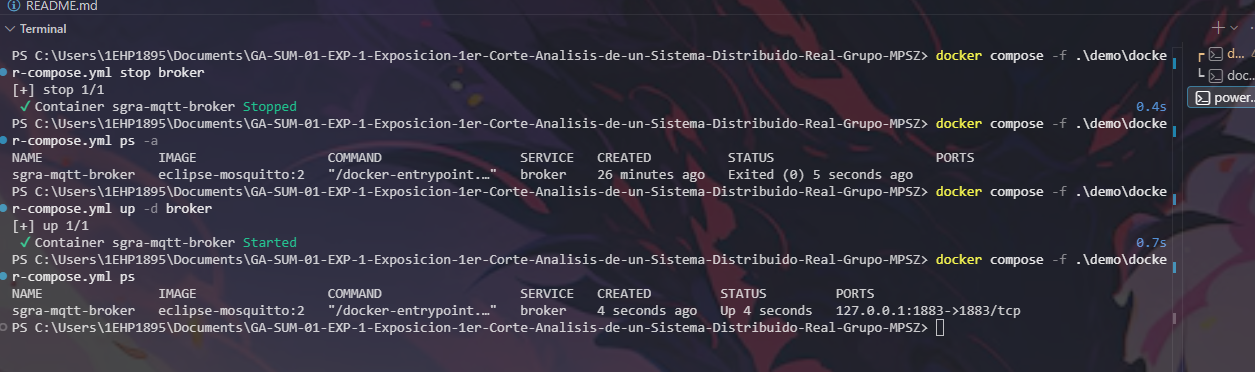 README.md
Terminal
PS C:\Users\1EHP1895\Documents\GA-SUM-01-EXP-1-Exposicion-1er-Corte-Analisis-de-un-Sistema-Distribuido-Real-Grupo-MPSZ> docker compose -f .\demo\docke
r-compose.yml stop broker
[+] stop 1/1
✓ Container sgra-mqtt-broker Stopped 0.4s
PS C:\Users\1EHP1895\Documents\GA-SUM-01-EXP-1-Exposicion-1er-Corte-Analisis-de-un-Sistema-Distribuido-Real-Grupo-MPSZ> docker compose -f .\demo\docke
r-compose.yml ps -a
NAME IMAGE COMMAND SERVICE CREATED STATUS PORTS
sgra-mqtt-broker eclipse-mosquitto:2 "/docker-entrypoint.…" broker 26 minutes ago Exited (0) 5 seconds ago
PS C:\Users\1EHP1895\Documents\GA-SUM-01-EXP-1-Exposicion-1er-Corte-Analisis-de-un-Sistema-Distribuido-Real-Grupo-MPSZ> docker compose -f .\demo\docke
r-compose.yml up -d broker
[+] up 1/1
✓ Container sgra-mqtt-broker Started 0.7s
PS C:\Users\1EHP1895\Documents\GA-SUM-01-EXP-1-Exposicion-1er-Corte-Analisis-de-un-Sistema-Distribuido-Real-Grupo-MPSZ> docker compose -f .\demo\docke
r-compose.yml ps
NAME IMAGE COMMAND SERVICE CREATED STATUS PORTS
sgra-mqtt-broker eclipse-mosquitto:2 "/docker-entrypoint.…" broker 4 seconds ago Up 4 seconds 127.0.0.1:1883->1883/tcp
PS C:\Users\1EHP1895\Documents\GA-SUM-01-EXP-1-Exposicion-1er-Corte-Analisis-de-un-Sistema-Distribuido-Real-Grupo-MPSZ>
d...
doc...
power...